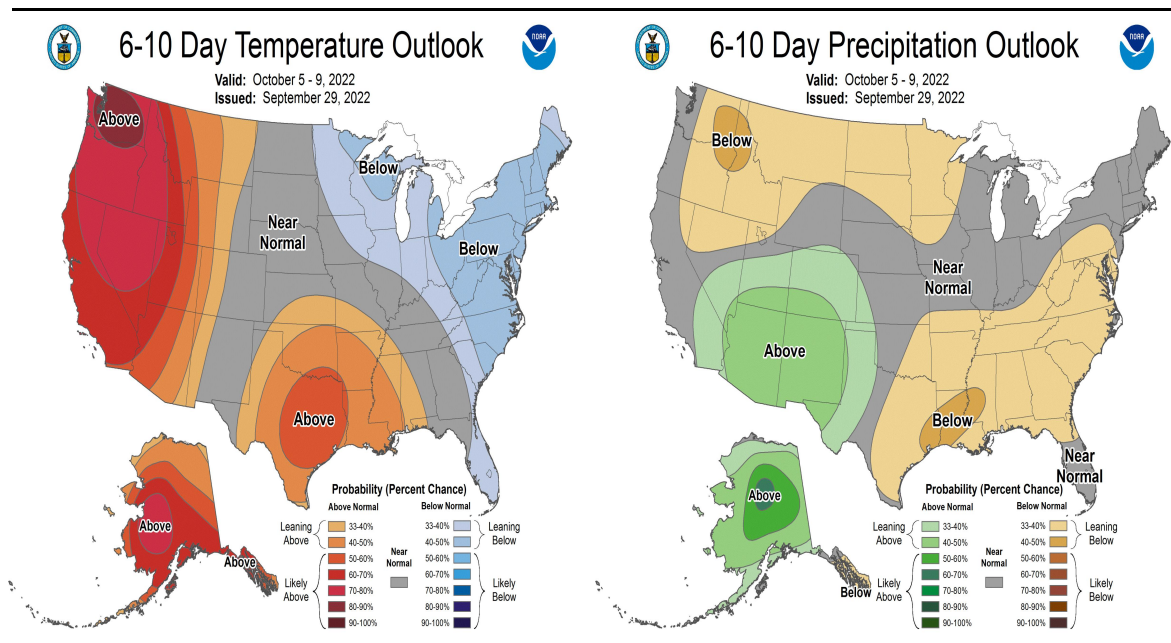 6-10 Day Temperature Outlook
Valid: October 5 - 9, 2022
Issued: September 29, 2022
Above
Below
Near
Normal
Below
Above
Above
Above
Probability (Percent Chance)
Above Normal
Below Normal
Leaning
Above
33-40%
33-40%
Leaning
Below
40-50%
40-50%
50-60%
50-60%
Near
Normal
60-70%
60-70%
Likely
Above
70-80%
70-80%
Likely
Below
80-90%
80-90%
90-100%
90-100%
6-10 Day Precipitation Outlook
NOAA
Valid: October 5 - 9, 2022
Issued: September 29, 2022
Below
Near
Normal
Above
Below
Near
Normal
Above
Below
Probability (Percent Chance)
Above Normal
Below Normal
Leaning
Above
33-40%
33-40%
Leaning
Below
40-50%
40-50%
50-60%
50-60%
Near
Normal
60-70%
60-70%
Likely
Above
70-80%
70-80%
Likely
Below
80-90%
80-90%
90-100%
90-100%